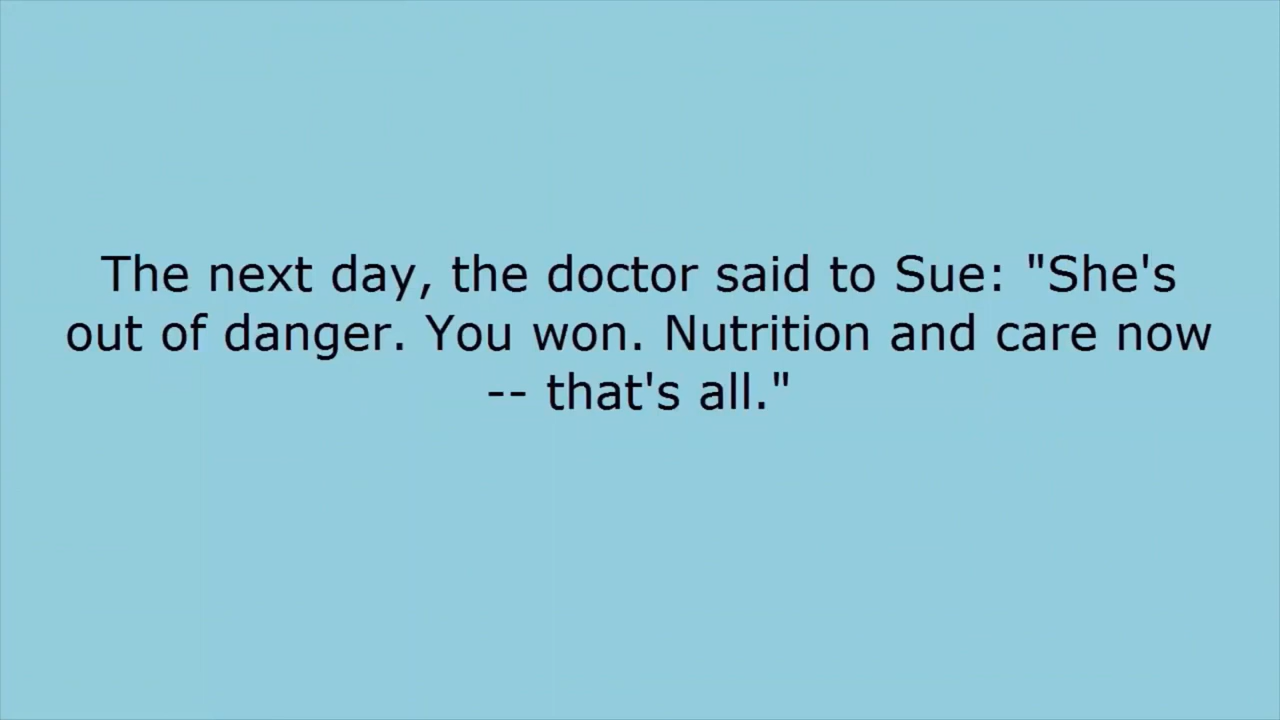 The next day, the doctor said to Sue: "She's
out of danger. You won. Nutrition and care now
-- that's all."